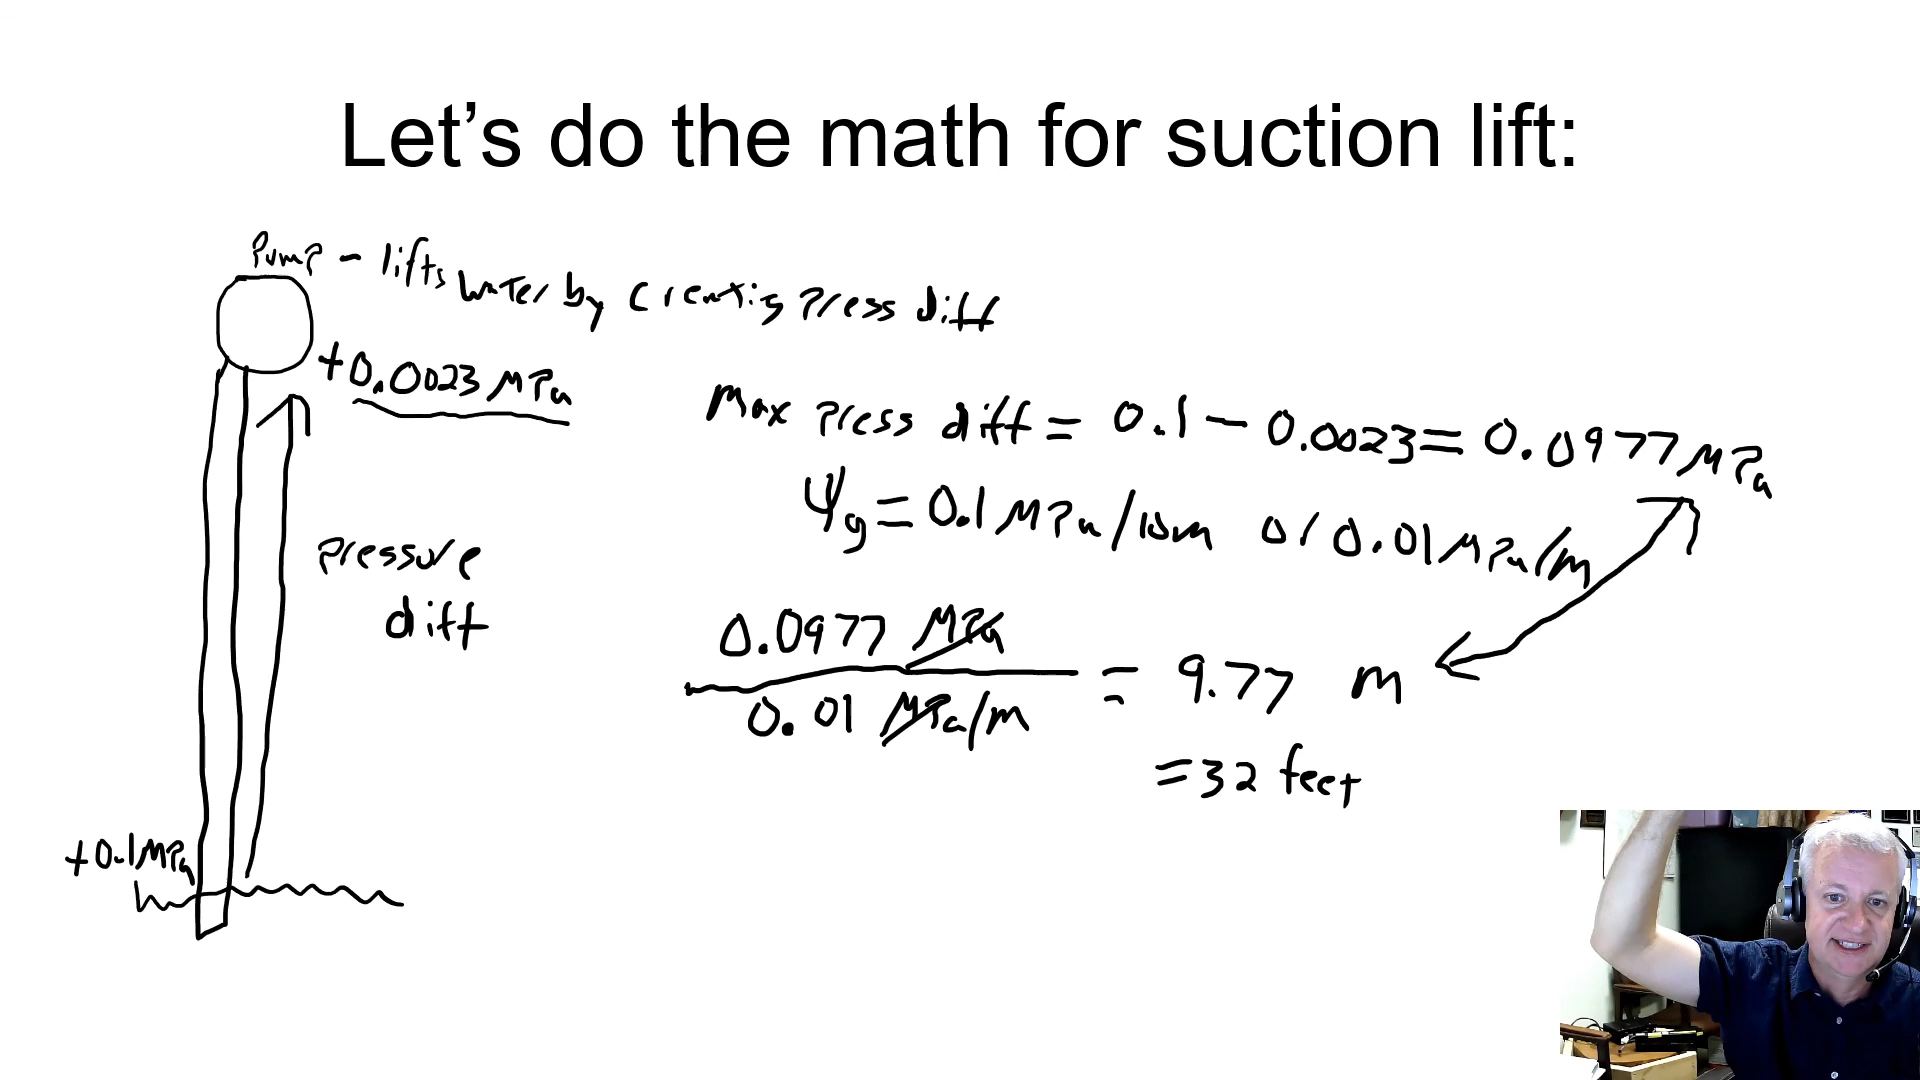 Let's do the math for suction lift:
Pump - lifts water by creating press diff
+0.0023 MPa
Max press diff = 0.1 - 0.0023 = 0.0977 MPa
Ψg = 0.1 MPa/10m or 0.01 MPa/m
pressure
diff
0.0977 MPa
0.01 MPa/m
= 9.77 m
= 32 feet
+0.1 MPa